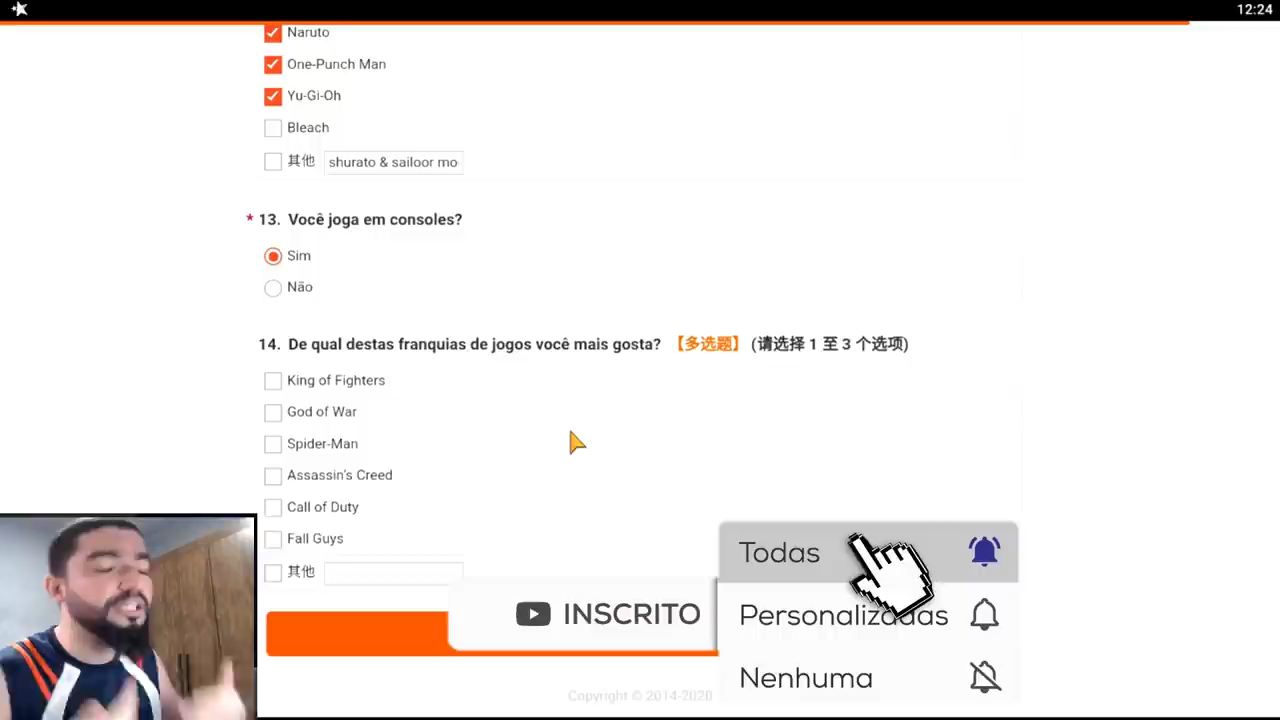 12:24
Naruto
One-Punch Man
Yu-Gi-Oh
Bleach
其他 shurato & sailoor mo
* 13. Você joga em consoles?
Sim
Não
14. De qual destas franquias de jogos você mais gosta? 【多选题】 (请选择 1 至 3 个选项)
King of Fighters
God of War
Spider-Man
Assassin's Creed
Call of Duty
Fall Guys
其他
Todas
INSCRITO
Personalizadas
Nenhuma
Copyright © 2014-2020